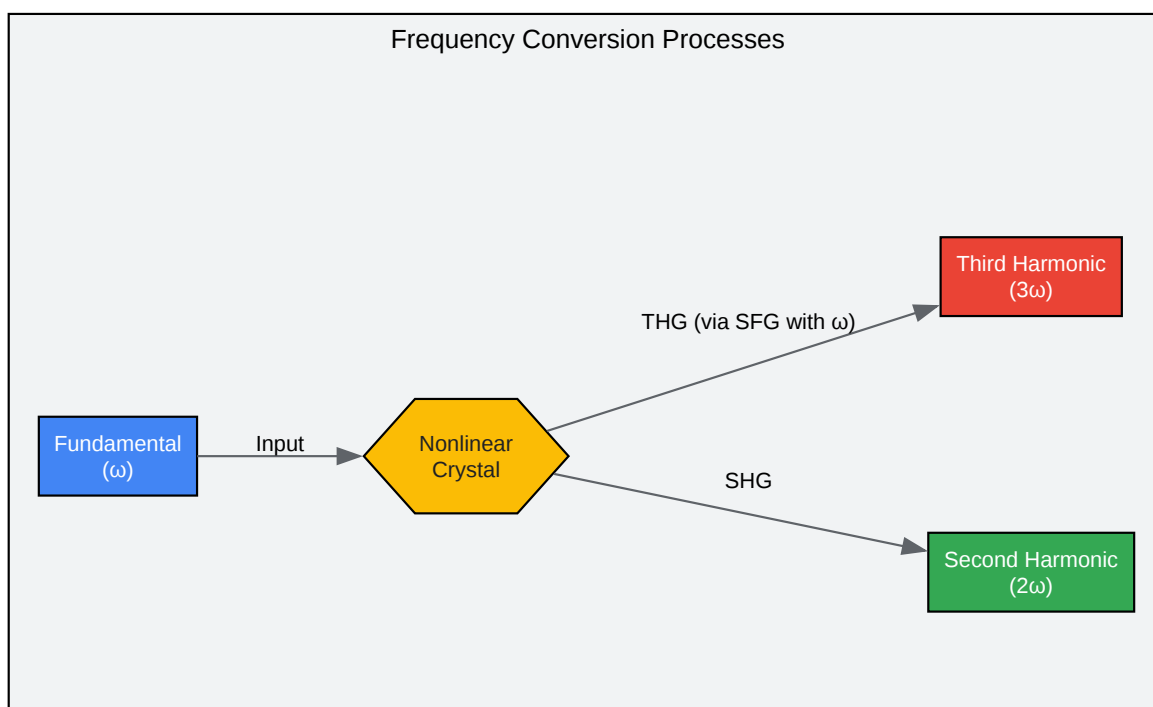 Frequency Conversion Processes
Third Harmonic
(3ω)
THG (via SFG with ω)
Fundamental
(ω)
Input
Nonlinear
Crystal
SHG
Second Harmonic
(2ω)